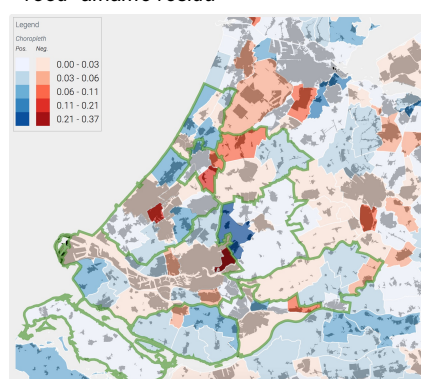 Legend
Choropleth
Pos. Neg.
0.00 - 0.03
0.03 - 0.06
0.06 - 0.11
0.11 - 0.21
0.21 - 0.37